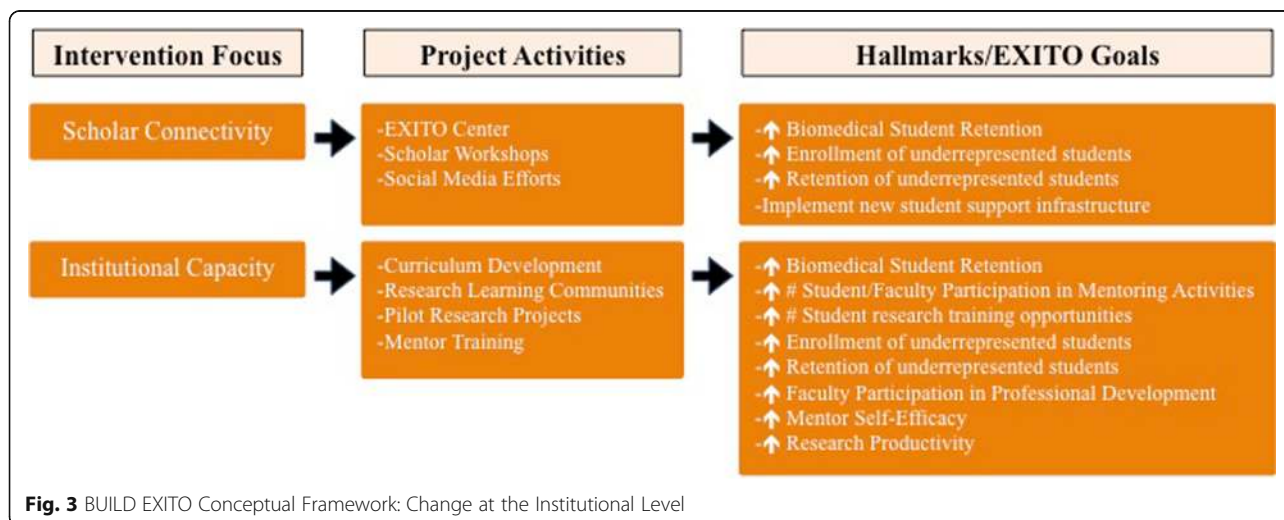 Intervention Focus
Project Activities
Hallmarks/EXITO Goals
Scholar Connectivity
-EXITO Center
-Scholar Workshops
-Social Media Efforts
-↑ Biomedical Student Retention
-↑ Enrollment of underrepresented students
-↑ Retention of underrepresented students
-Implement new student support infrastructure
Institutional Capacity
-Curriculum Development
-Research Learning Communities
-Pilot Research Projects
-Mentor Training
-↑ Biomedical Student Retention
-↑ # Student/Faculty Participation in Mentoring Activities
-↑ # Student research training opportunities
-↑ Enrollment of underrepresented students
-↑ Retention of underrepresented students
-↑ Faculty Participation in Professional Development
-↑ Mentor Self-Efficacy
-↑ Research Productivity
Fig. 3 BUILD EXITO Conceptual Framework: Change at the Institutional Level